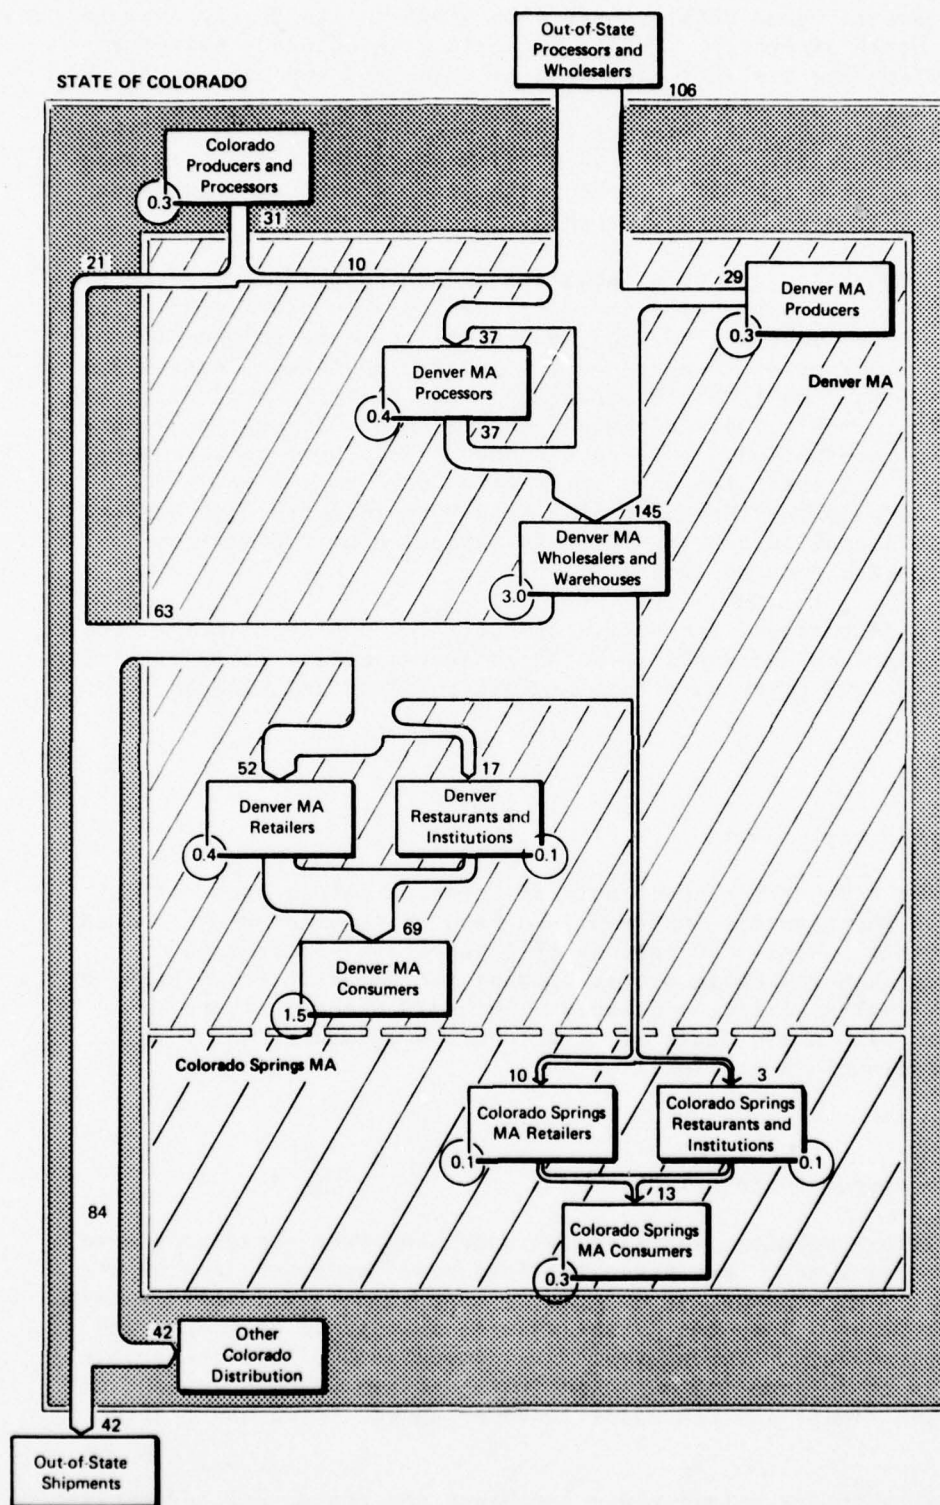 Out-of-State
Processors and
Wholesalers
106
STATE OF COLORADO
Colorado
Producers and
Processors
0.3
31
21
10
29
Denver MA
Producers
0.3
Denver MA
37
Denver MA
Processors
0.4
37
145
Denver MA
Wholesalers and
Warehouses
3.0
63
52
Denver MA
Retailers
0.4
17
Denver
Restaurants and
Institutions
0.1
69
Denver MA
Consumers
1.5
Colorado Springs MA
10
Colorado Springs
MA Retailers
0.1
3
Colorado Springs
Restaurants and
Institutions
0.1
13
Colorado Springs
MA Consumers
0.3
84
42
Other
Colorado
Distribution
42
Out-of-State
Shipments